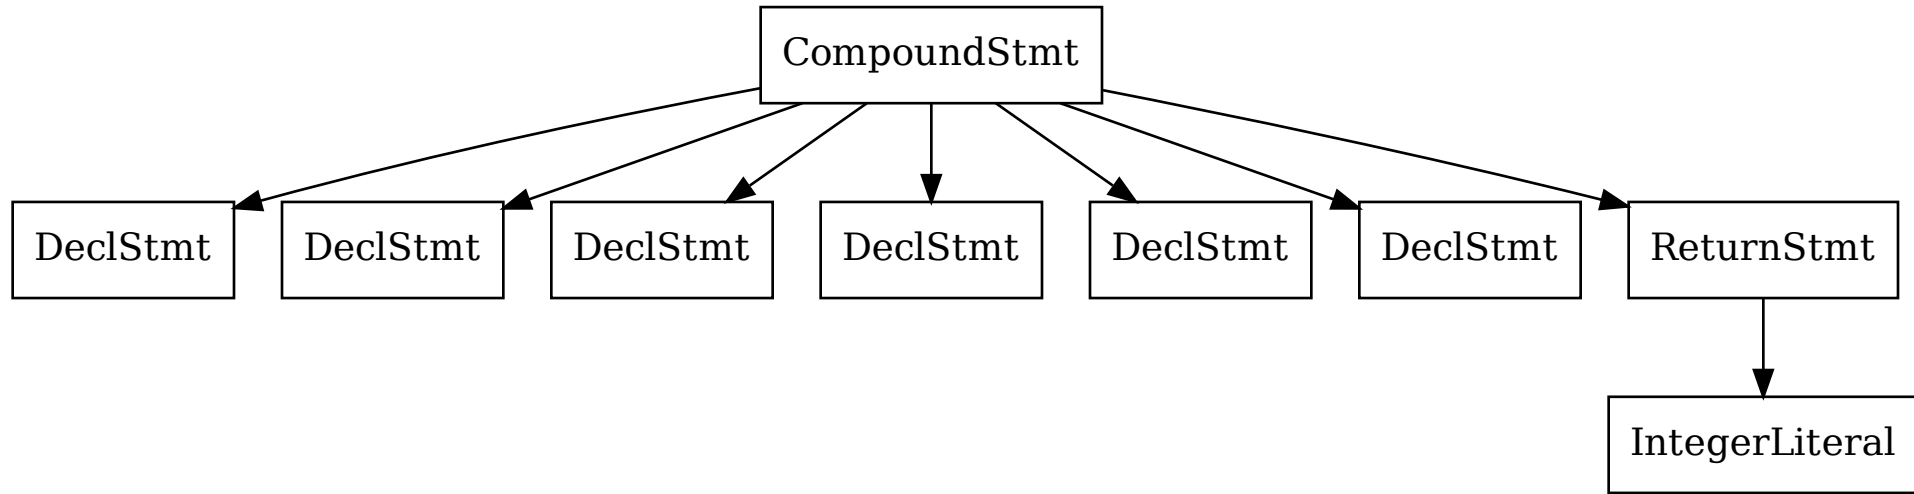 CompoundStmt
DeclStmt
DeclStmt
DeclStmt
DeclStmt
DeclStmt
DeclStmt
ReturnStmt
IntegerLiteral